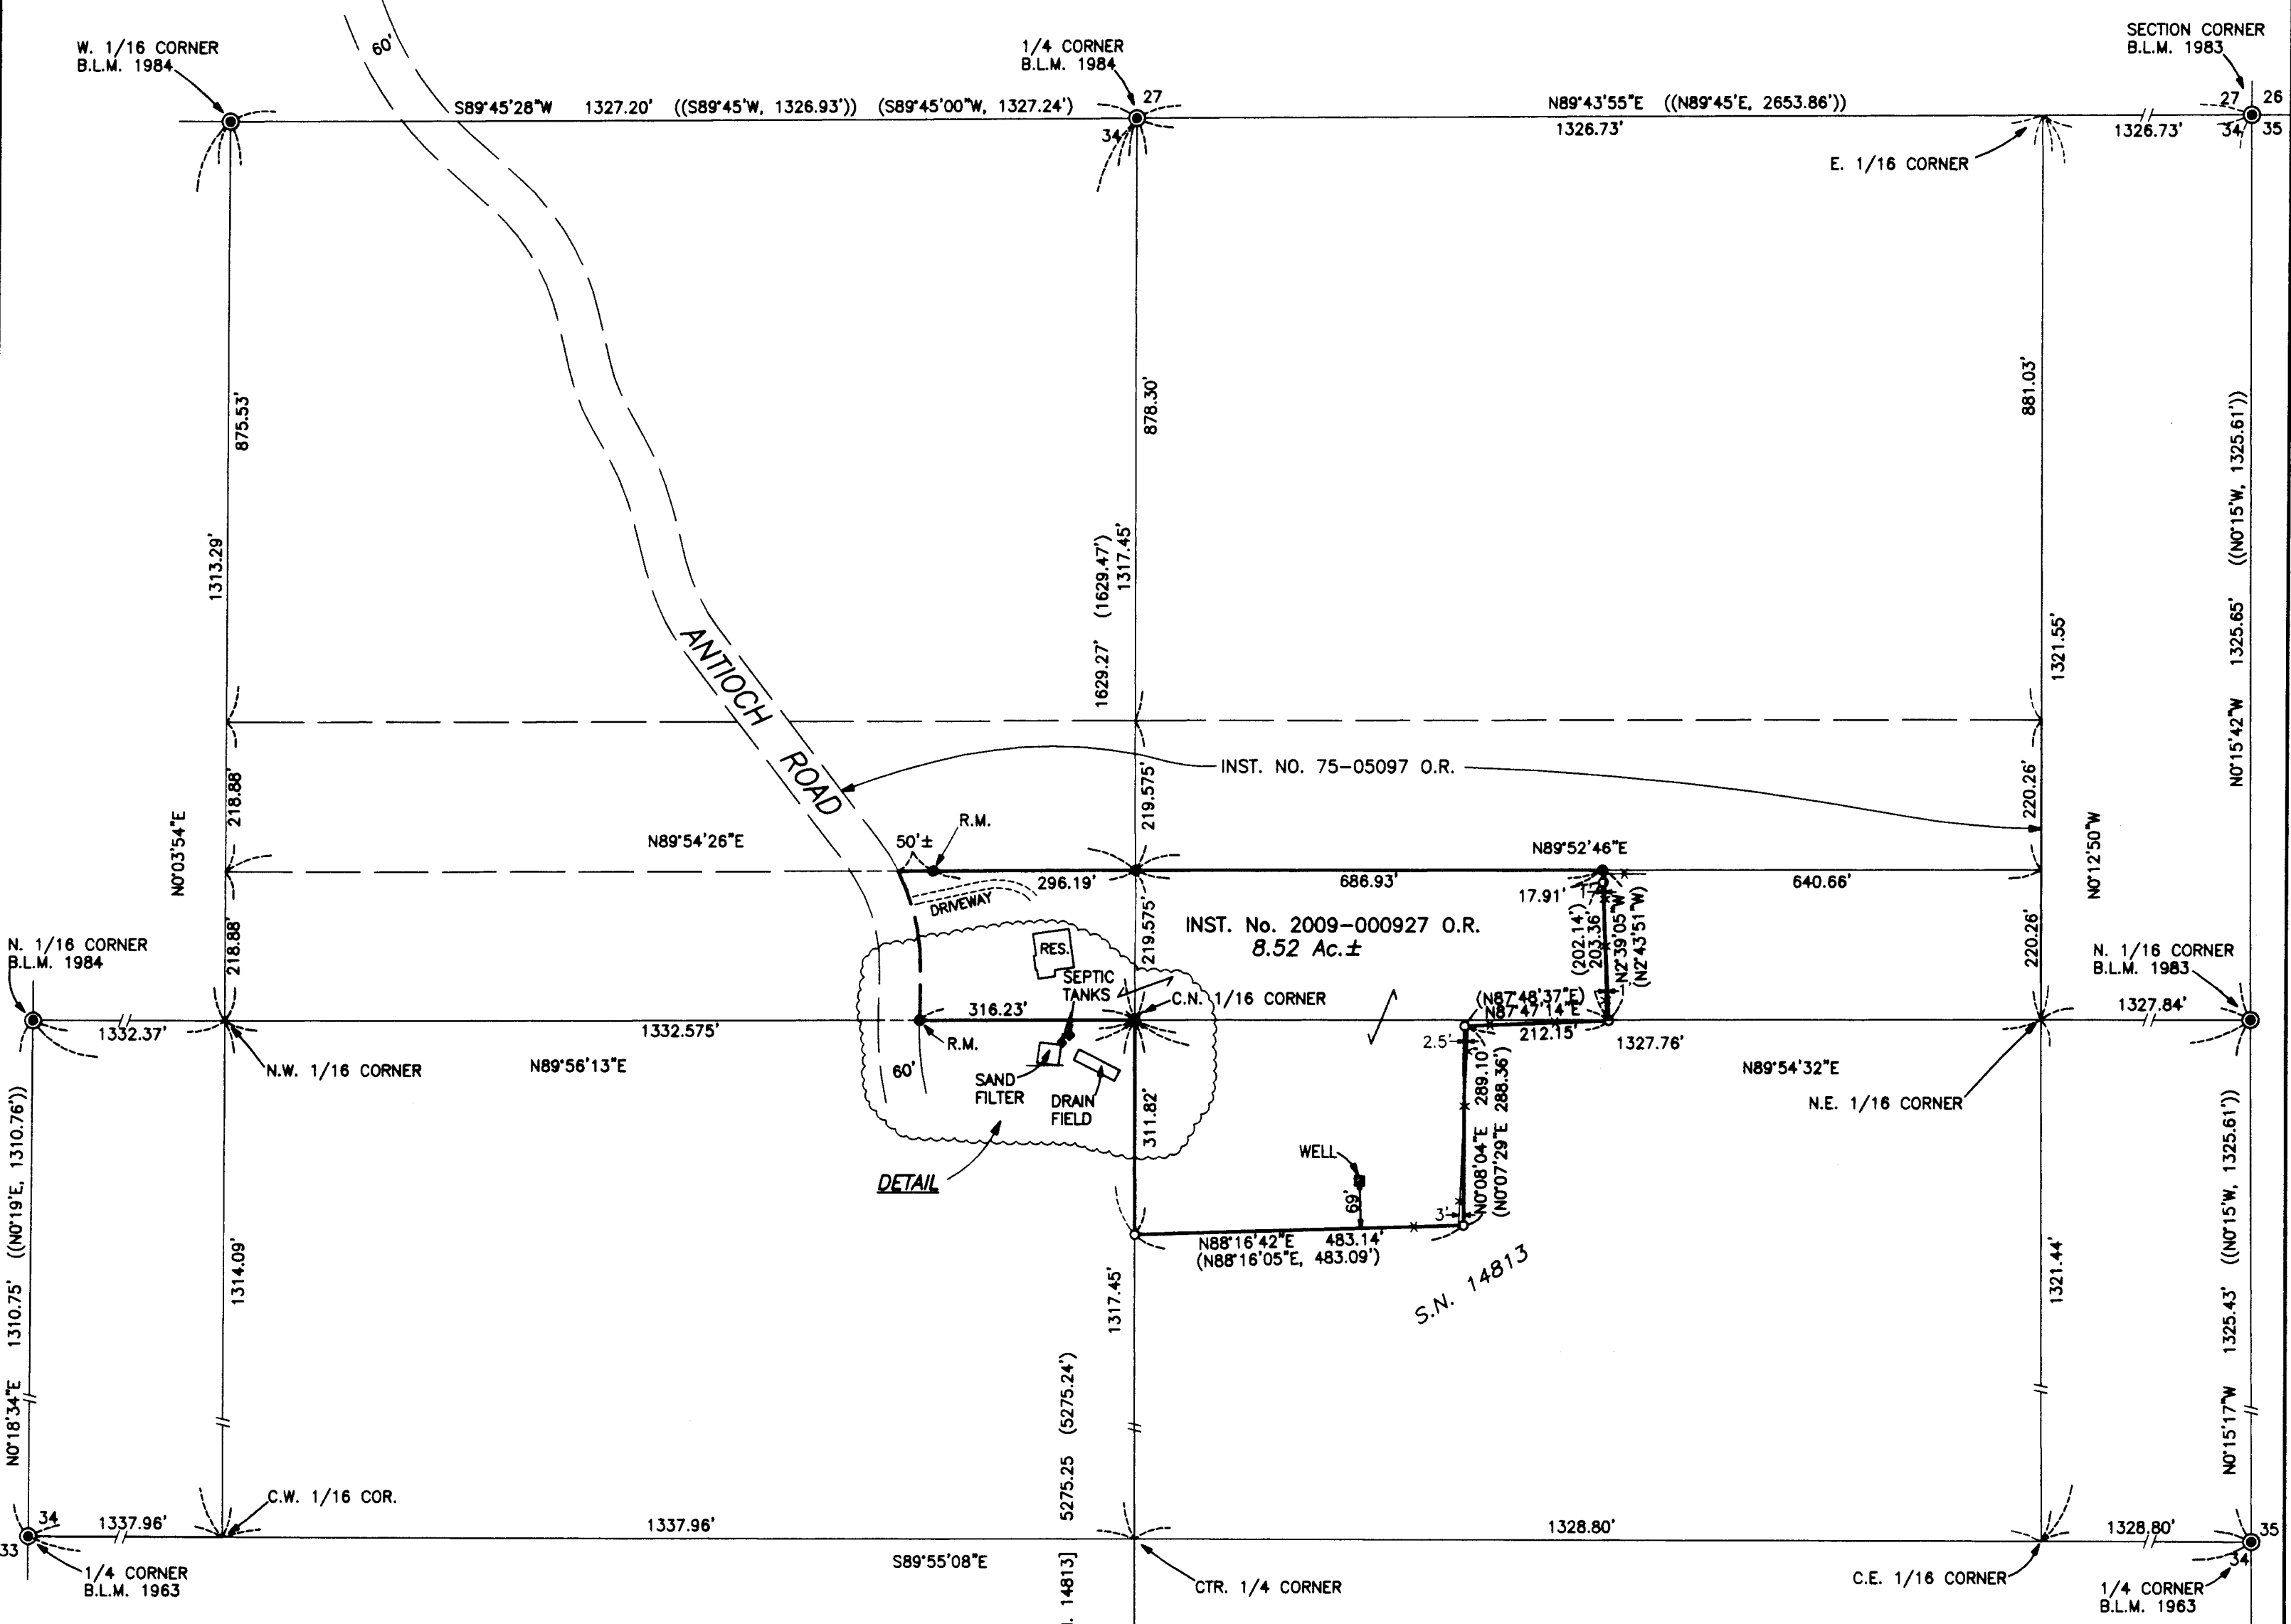 60'
W. 1/16 CORNER
B.L.M. 1984
1/4 CORNER
B.L.M. 1984
SECTION CORNER
B.L.M. 1983
S89°45'28"W 1327.20' ((S89°45'W, 1326.93')) (S89°45'00"W, 1327.24')
27
34
N89°43'55"E ((N89°45'E, 2653.86'))
1326.73'
1326.73'
27 26
34 35
E. 1/16 CORNER
875.53'
878.30'
881.03'
((N0°15'W, 1325.61'))
1325.65'
N0°15'42"W
1313.29'
(1629.47')
1317.45'
1629.27'
1321.55'
ANTIOCH ROAD
INST. NO. 75-05097 O.R.
218.88'
219.575'
220.26'
N0°03'54"E
N0°12'50"W
N89°54'26"E
50'±
R.M.
N89°52'46"E
296.19'
686.93'
640.66'
DRIVEWAY
17.91'
1'
218.88'
219.575'
INST. No. 2009-000927 O.R.
8.52 Ac.±
(202.14')
203.36'
N2°39'05"W
(N2°43'51"W)
220.26'
N. 1/16 CORNER
B.L.M. 1984
RES.
SEPTIC
TANKS
C.N. 1/16 CORNER
N. 1/16 CORNER
B.L.M. 1983
1332.37'
1332.575'
316.23'
(N87°48'37"E)
N87°47'14"E
212.15'
1'
1327.76'
1327.84'
N.W. 1/16 CORNER
N89°56'13"E
R.M.
60'
2.5'
N89°54'32"E
N.E. 1/16 CORNER
SAND
FILTER
DRAIN
FIELD
311.82'
289.10'
N0°08'04"E
(N0°07'29"E 288.36')
DETAIL
WELL
69'
3'
N88°16'42"E 483.14'
(N88°16'05"E, 483.09')
S.N. 14813
((N0°19'E, 1310.76'))
1310.75'
N0°18'34"E
1314.09'
1317.45'
1321.44'
((N0°15'W, 1325.61'))
1325.43'
N0°15'17"W
5275.25 (5275.24')
14813]
34
33
1337.96'
C.W. 1/16 COR.
1337.96'
1328.80'
1328.80'
35
34
1/4 CORNER
B.L.M. 1963
S89°55'08"E
CTR. 1/4 CORNER
C.E. 1/16 CORNER
1/4 CORNER
B.L.M. 1963